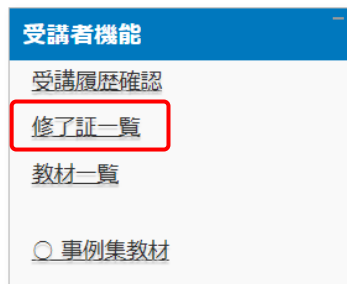 受講者機能
受講履歴確認
修了証一覧
教材一覧
○ 事例集教材